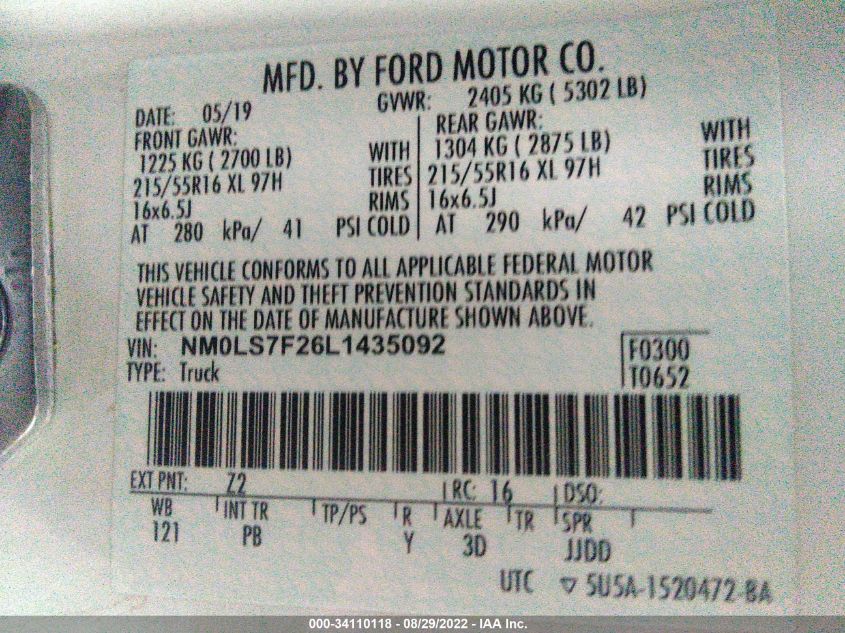 MFD. BY FORD MOTOR CO.
DATE: 05/19 GVWR: 2405 KG ( 5302 LB)
FRONT GAWR: REAR GAWR:
1225 KG ( 2700 LB) WITH 1304 KG ( 2875 LB) WITH
215/55R16 XL 97H TIRES 215/55R16 XL 97H TIRES
16x6.5J RIMS 16x6.5J RIMS
AT 280 kPa/ 41 PSI COLD AT 290 kPa/ 42 PSI COLD
THIS VEHICLE CONFORMS TO ALL APPLICABLE FEDERAL MOTOR
VEHICLE SAFETY AND THEFT PREVENTION STANDARDS IN
EFFECT ON THE DATE OF MANUFACTURE SHOWN ABOVE.
VIN: NM0LS7F26L1435092 F0300
TYPE: Truck T0652
EXT PNT: Z2 RC: 16 DSO:
WB INT TR TP/PS R AXLE TR SPR
121 PB Y 3D JJDD
UTC ▽ 5U5A-1520472-BA
000-34110118 - 08/29/2022 - IAA Inc.